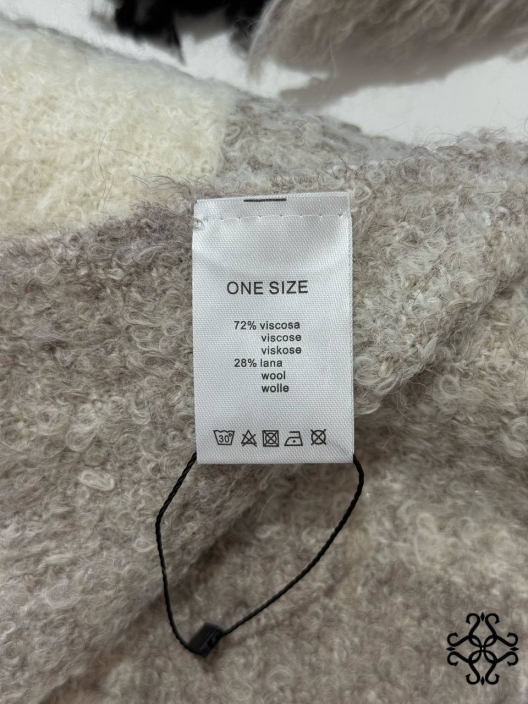 ONE SIZE
72% viscosa
viscose
viskose
28% lana
wool
wolle
30°